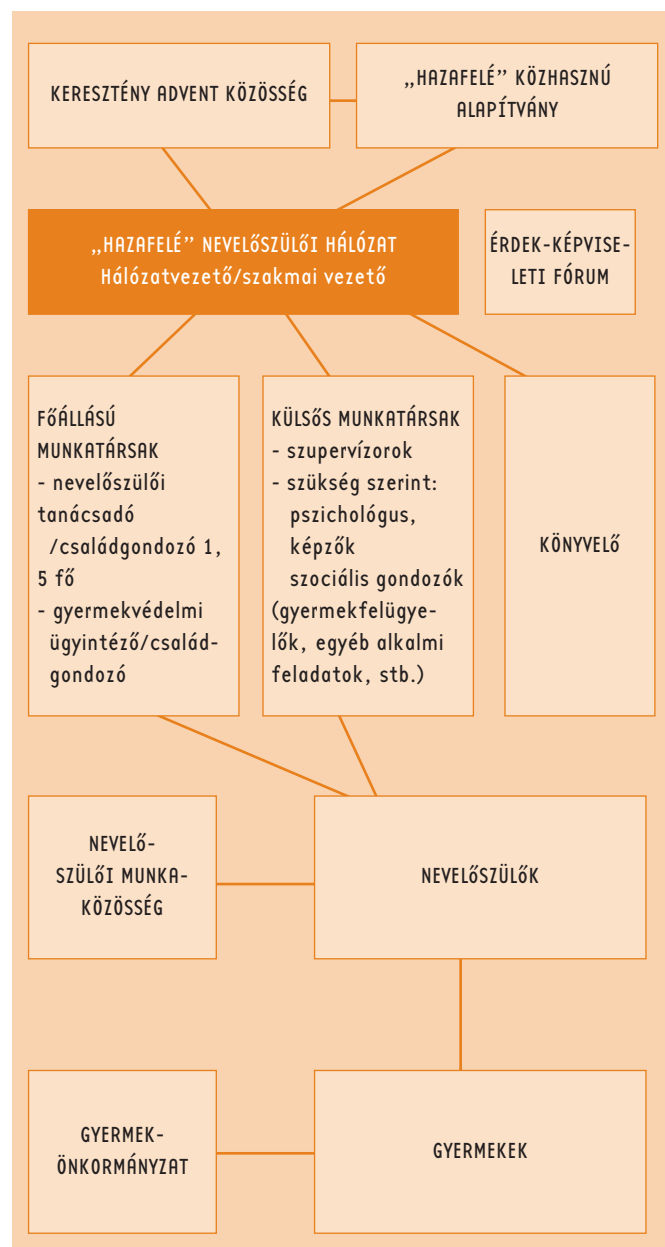 KERESZTÉNY ADVENT KÖZÖSSÉG
„HAZAFELÉ” KÖZHASZNÚ
ALAPÍTVÁNY
„HAZAFELÉ” NEVELŐSZÜLŐI HÁLÓZAT
Hálózatvezető/szakmai vezető
ÉRDEK-KÉPVISE-
LETI FÓRUM
FŐÁLLÁSÚ
MUNKATÁRSAK
- nevelőszülői
tanácsadó
/családgondozó 1,
5 fő
- gyermekvédelmi
ügyintéző/család-
gondozó
KÜLSŐS MUNKATÁRSAK
- szupervízorok
- szükség szerint:
pszichológus,
képzők
szociális gondozók
(gyermekfelügye-
lők, egyéb alkalmi
feladatok, stb.)
KÖNYVELŐ
NEVELŐ-
SZÜLŐI MUNKA-
KÖZÖSSÉG
NEVELŐSZÜLŐK
GYERMEK-
ÖNKORMÁNYZAT
GYERMEKEK